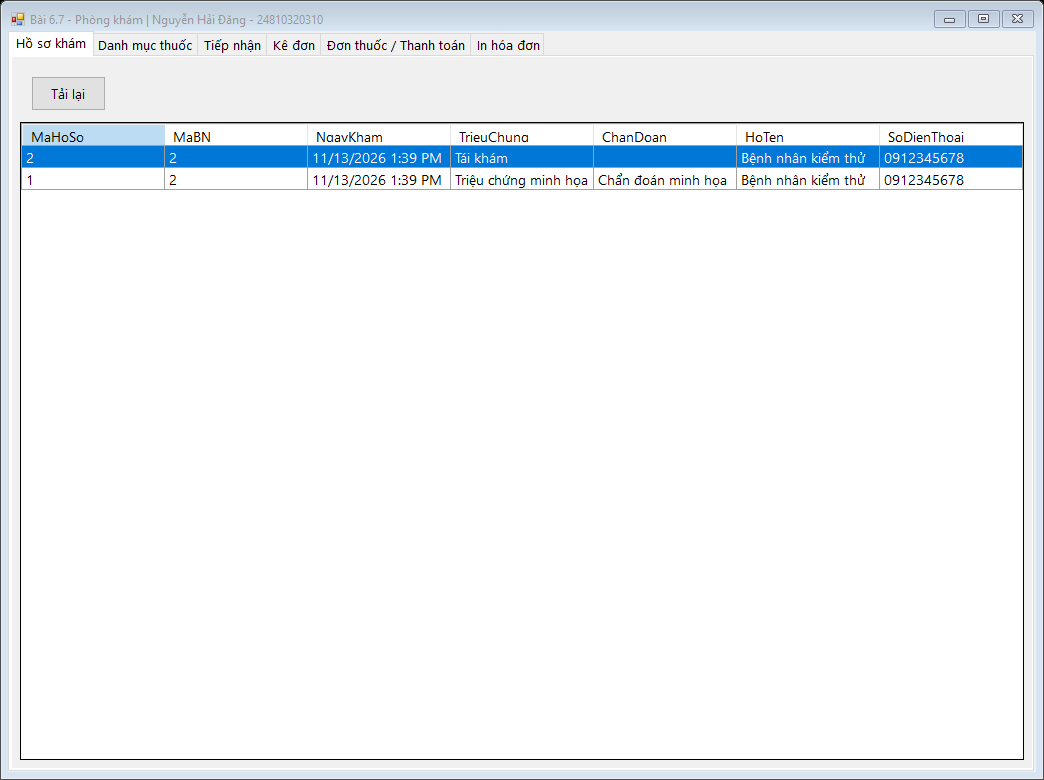 Bài 6.7 - Phòng khám | Nguyễn Hải Đăng - 24810320310
Hồ sơ khám Danh mục thuốc Tiếp nhận Kê đơn Đơn thuốc / Thanh toán In hóa đơn
Tải lại
MaHoSo MaBN NgayKham TrieuChung ChanDoan HoTen SoDienThoai
2 2 11/13/2026 1:39 PM Tái khám Bệnh nhân kiểm thử 0912345678
1 2 11/13/2026 1:39 PM Triệu chứng minh họa Chẩn đoán minh họa Bệnh nhân kiểm thử 0912345678